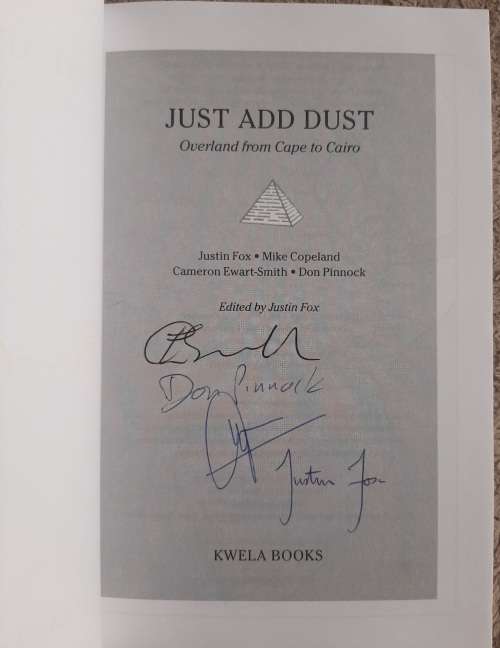 JUST ADD DUST
Overland from Cape to Cairo
Justin Fox • Mike Copeland
Cameron Ewart-Smith • Don Pinnock
Edited by Justin Fox
Don Pinnock
Justin Fox
KWELA BOOKS